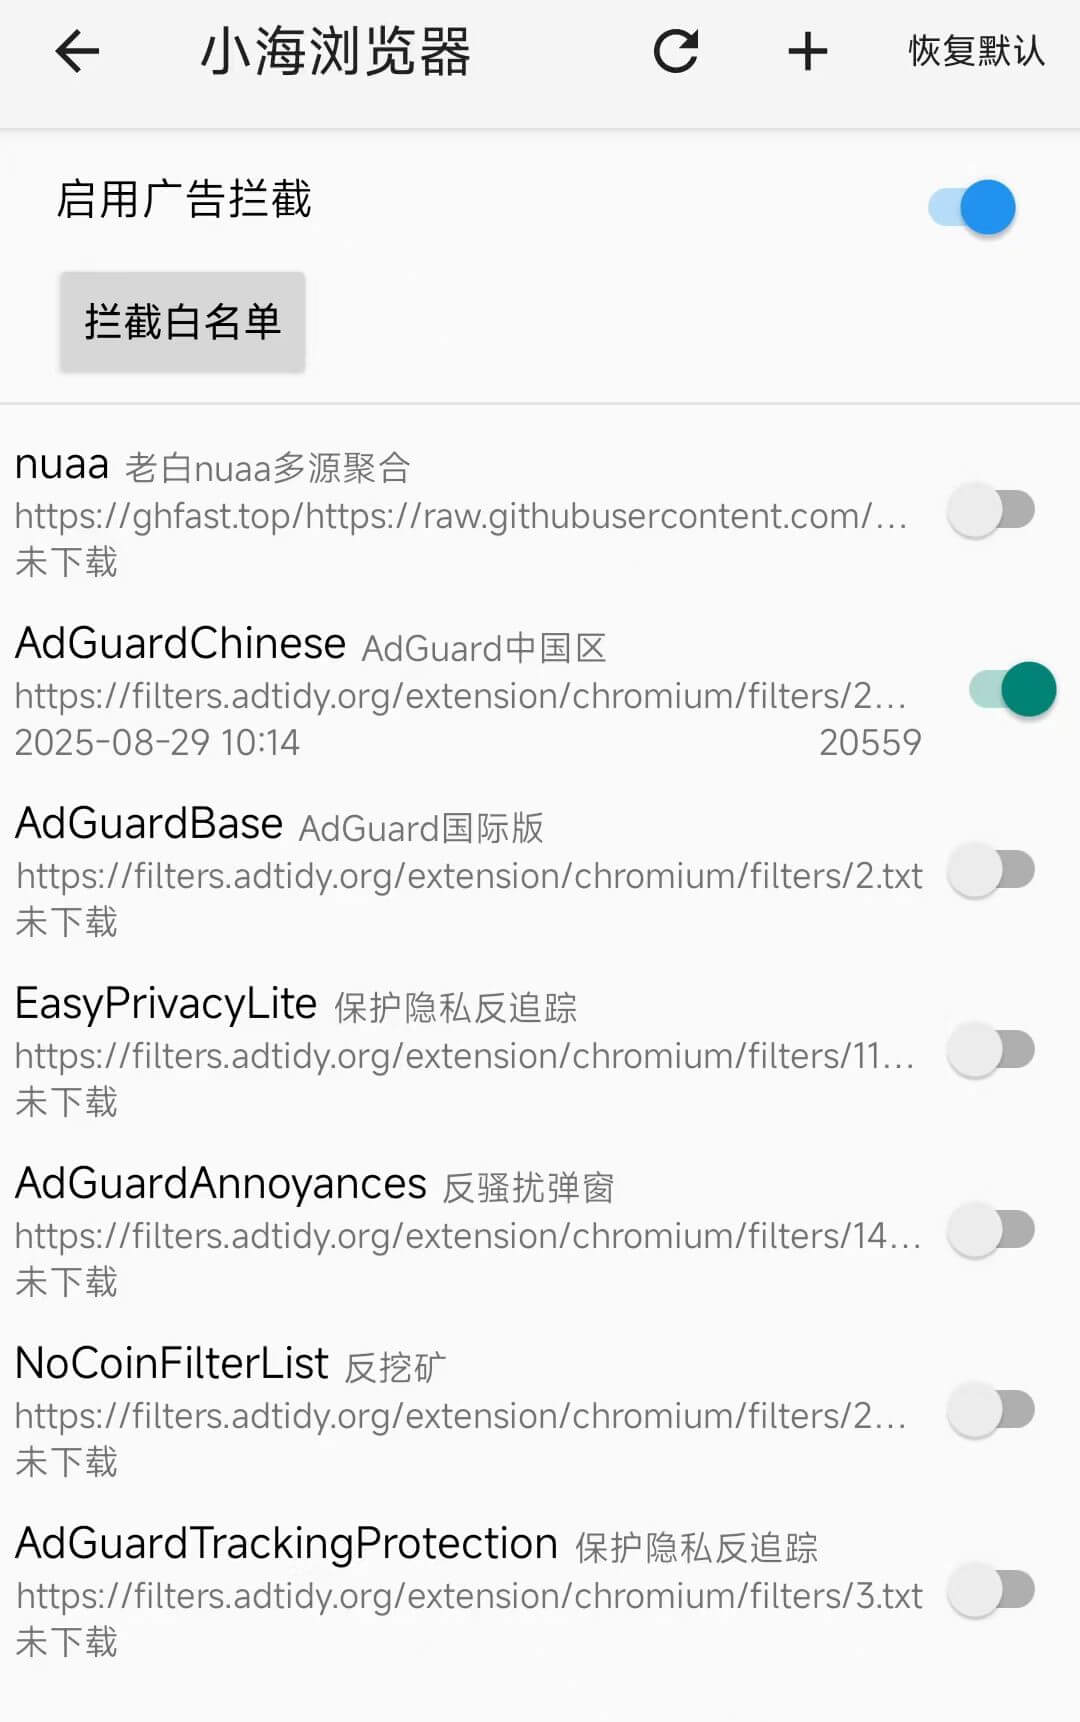 小海浏览器 恢复默认
启用广告拦截
拦截白名单
nuaa 老白nuaa多源聚合
https://ghfast.top/https://raw.githubusercontent.com/...
未下载
AdGuardChinese AdGuard中国区
https://filters.adtidy.org/extension/chromium/filters/2...
2025-08-29 10:14 20559
AdGuardBase AdGuard国际版
https://filters.adtidy.org/extension/chromium/filters/2.txt
未下载
EasyPrivacyLite 保护隐私反追踪
https://filters.adtidy.org/extension/chromium/filters/11...
未下载
AdGuardAnnoyances 反骚扰弹窗
https://filters.adtidy.org/extension/chromium/filters/14...
未下载
NoCoinFilterList 反挖矿
https://filters.adtidy.org/extension/chromium/filters/2...
未下载
AdGuardTrackingProtection 保护隐私反追踪
https://filters.adtidy.org/extension/chromium/filters/3.txt
未下载